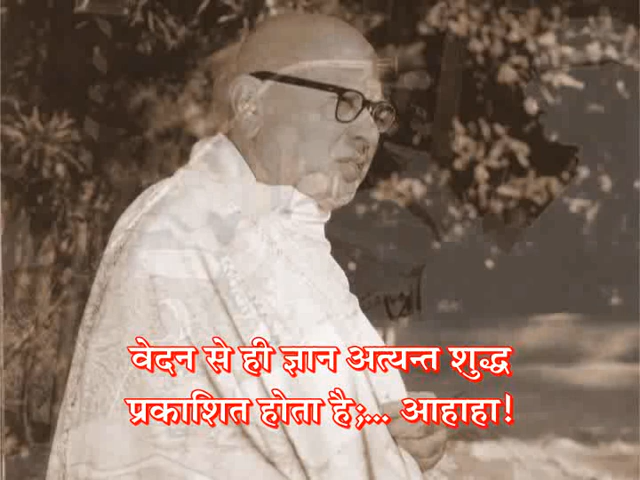 वेदन से ही ज्ञान अत्यन्त शुद्ध
प्रकाशित होता है;... आहाहा!